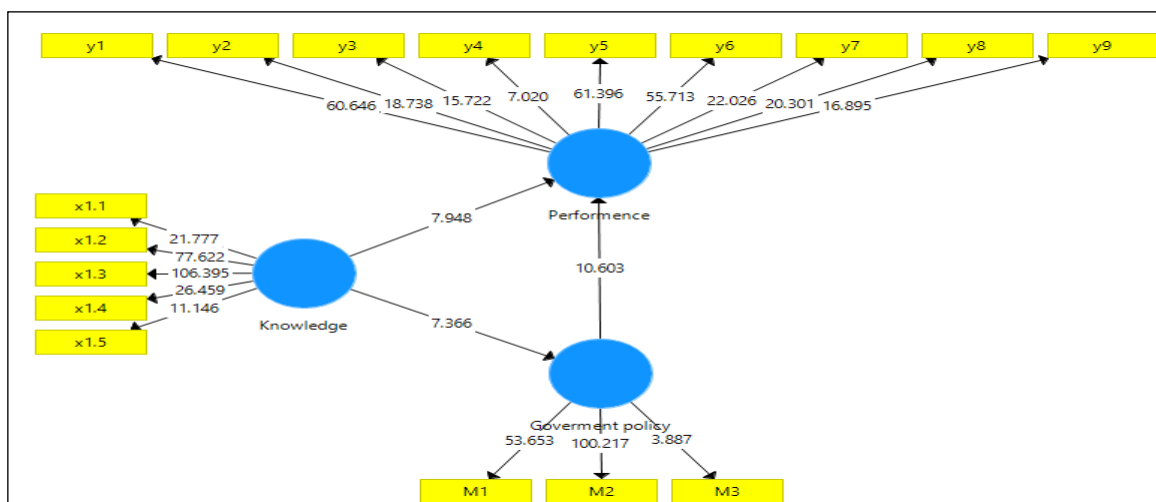 y1 y2 y3 y4 y5 y6 y7 y8 y9
60.646 18.738 15.722 7.020 61.396 55.713 22.026 20.301 16.895
Performence
x1.1
x1.2
x1.3
x1.4
x1.5
21.777
77.622
106.395
26.459
11.146
Knowledge
7.948
10.603
7.366
Goverment policy
53.653 100.217 3.887
M1 M2 M3